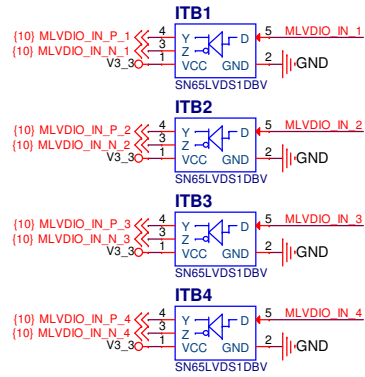 ITB1
{10} MLVDIO_IN_P_1 4 Y D 5 MLVDIO_IN_1
{10} MLVDIO_IN_N_1 3 Z
V3_3 1 VCC GND 2 GND
SN65LVDS1DBV
ITB2
{10} MLVDIO_IN_P_2 4 Y D 5 MLVDIO_IN_2
{10} MLVDIO_IN_N_2 3 Z
V3_3 1 VCC GND 2 GND
SN65LVDS1DBV
ITB3
{10} MLVDIO_IN_P_3 4 Y D 5 MLVDIO_IN_3
{10} MLVDIO_IN_N_3 3 Z
V3_3 1 VCC GND 2 GND
SN65LVDS1DBV
ITB4
{10} MLVDIO_IN_P_4 4 Y D 5 MLVDIO_IN_4
{10} MLVDIO_IN_N_4 3 Z
V3_3 1 VCC GND 2 GND
SN65LVDS1DBV